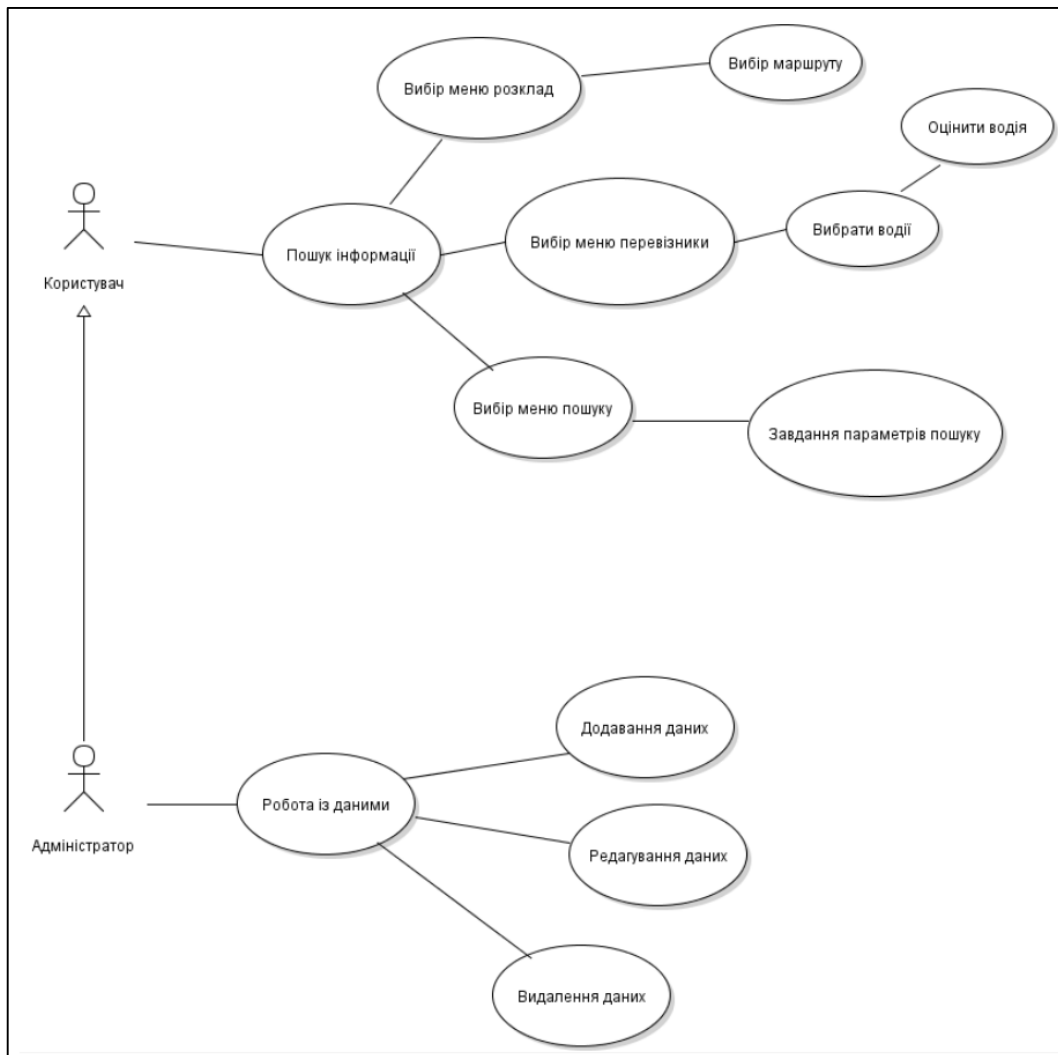 Вибір меню розклад
Вибір маршруту
Оцінити водія
Користувач
Пошук інформації
Вибір меню перевізники
Вибрати водії
Вибір меню пошуку
Завдання параметрів пошуку
Адміністратор
Робота із даними
Додавання даних
Редагування даних
Видалення даних